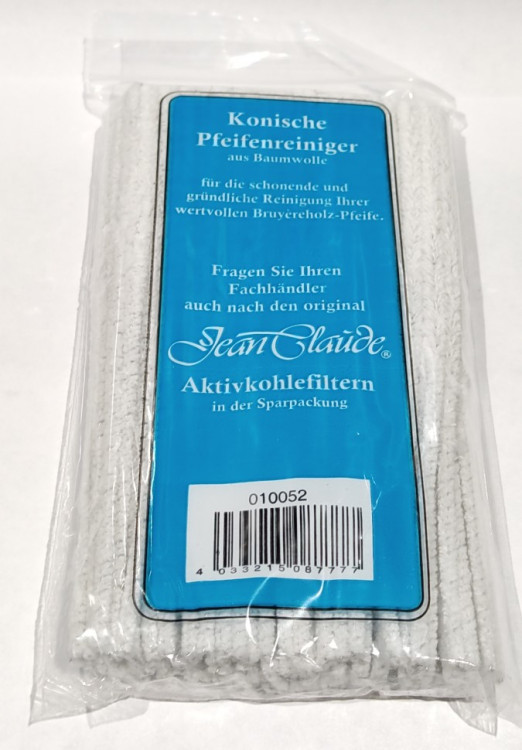 Konische
Pfeifenreiniger
aus Baumwolle
für die schonende und
gründliche Reinigung Ihrer
wertvollen Bruyèreholz-Pfeife.
Fragen Sie Ihren
Fachhändler
auch nach den original
Jean Claude®
Aktivkohlefiltern
in der Sparpackung
010052
4 033215 087777